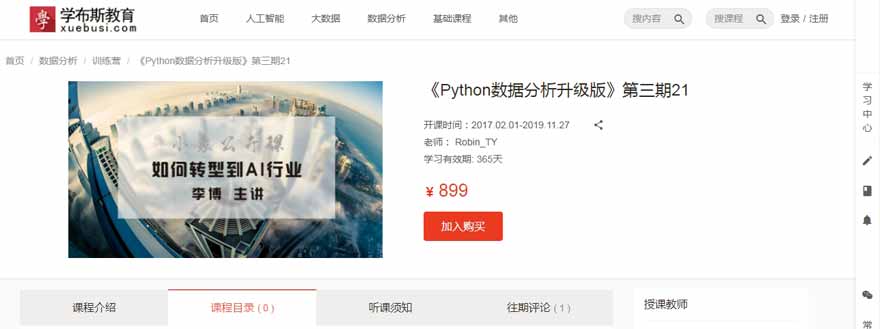 學 学布斯教育
xuebusi.com
首页 人工智能 大数据 数据分析 基础课程 其他
搜内容 搜课程 登录 / 注册
首页 / 数据分析 / 训练营 / 《Python数据分析升级版》第三期21
小象公开课
如何转型到AI行业
李博 主讲
《Python数据分析升级版》第三期21
开课时间：2017.02.01-2019.11.27
老师： Robin_TY
学习有效期: 365天
¥ 899
加入购买
学习中心
课程介绍 课程目录 ( 0 ) 听课须知 往期评论 ( 1 )
授课教师
常